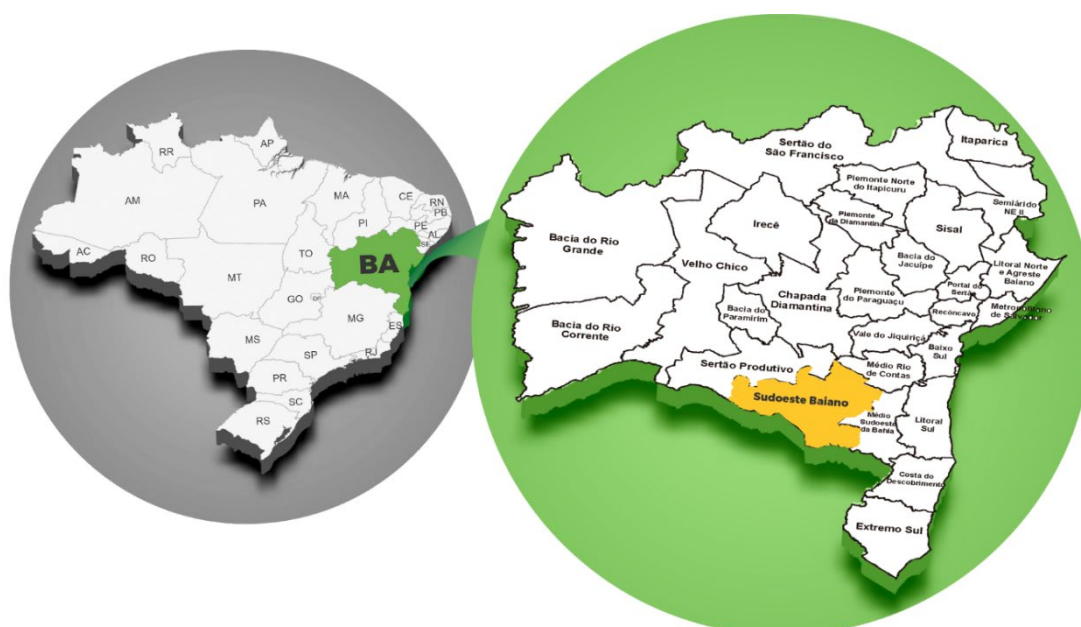 RR
AP
AM
PA
MA
CE
RN
PB
PI
PE
AL
SE
AC
RO
TO
BA
MT
GO
DF
MG
ES
MS
SP
RJ
PR
SC
RS
Itaparica
Sertão do
São Francisco
Piemonte Norte
do Itapicuru
Semiárido
NE II
Piemonte
da Diamantina
Sisal
Irecê
Bacia do Rio
Grande
Velho Chico
Bacia do
Jacuípe
Litoral Norte
e Agreste
Baiano
Chapada
Diamantina
Piemonte
do Paraguaçu
Portal do
Sertão
Metropolitano
de Salvador
Recôncavo
Bacia do
Paramirim
Bacia do Rio
Corrente
Vale do Jiquiriçá
Baixo
Sul
Sertão Produtivo
Médio Rio
de Contas
Sudoeste Baiano
Médio
Sudoeste
da Bahia
Litoral
Sul
Costa do
Descobrimento
Extremo Sul